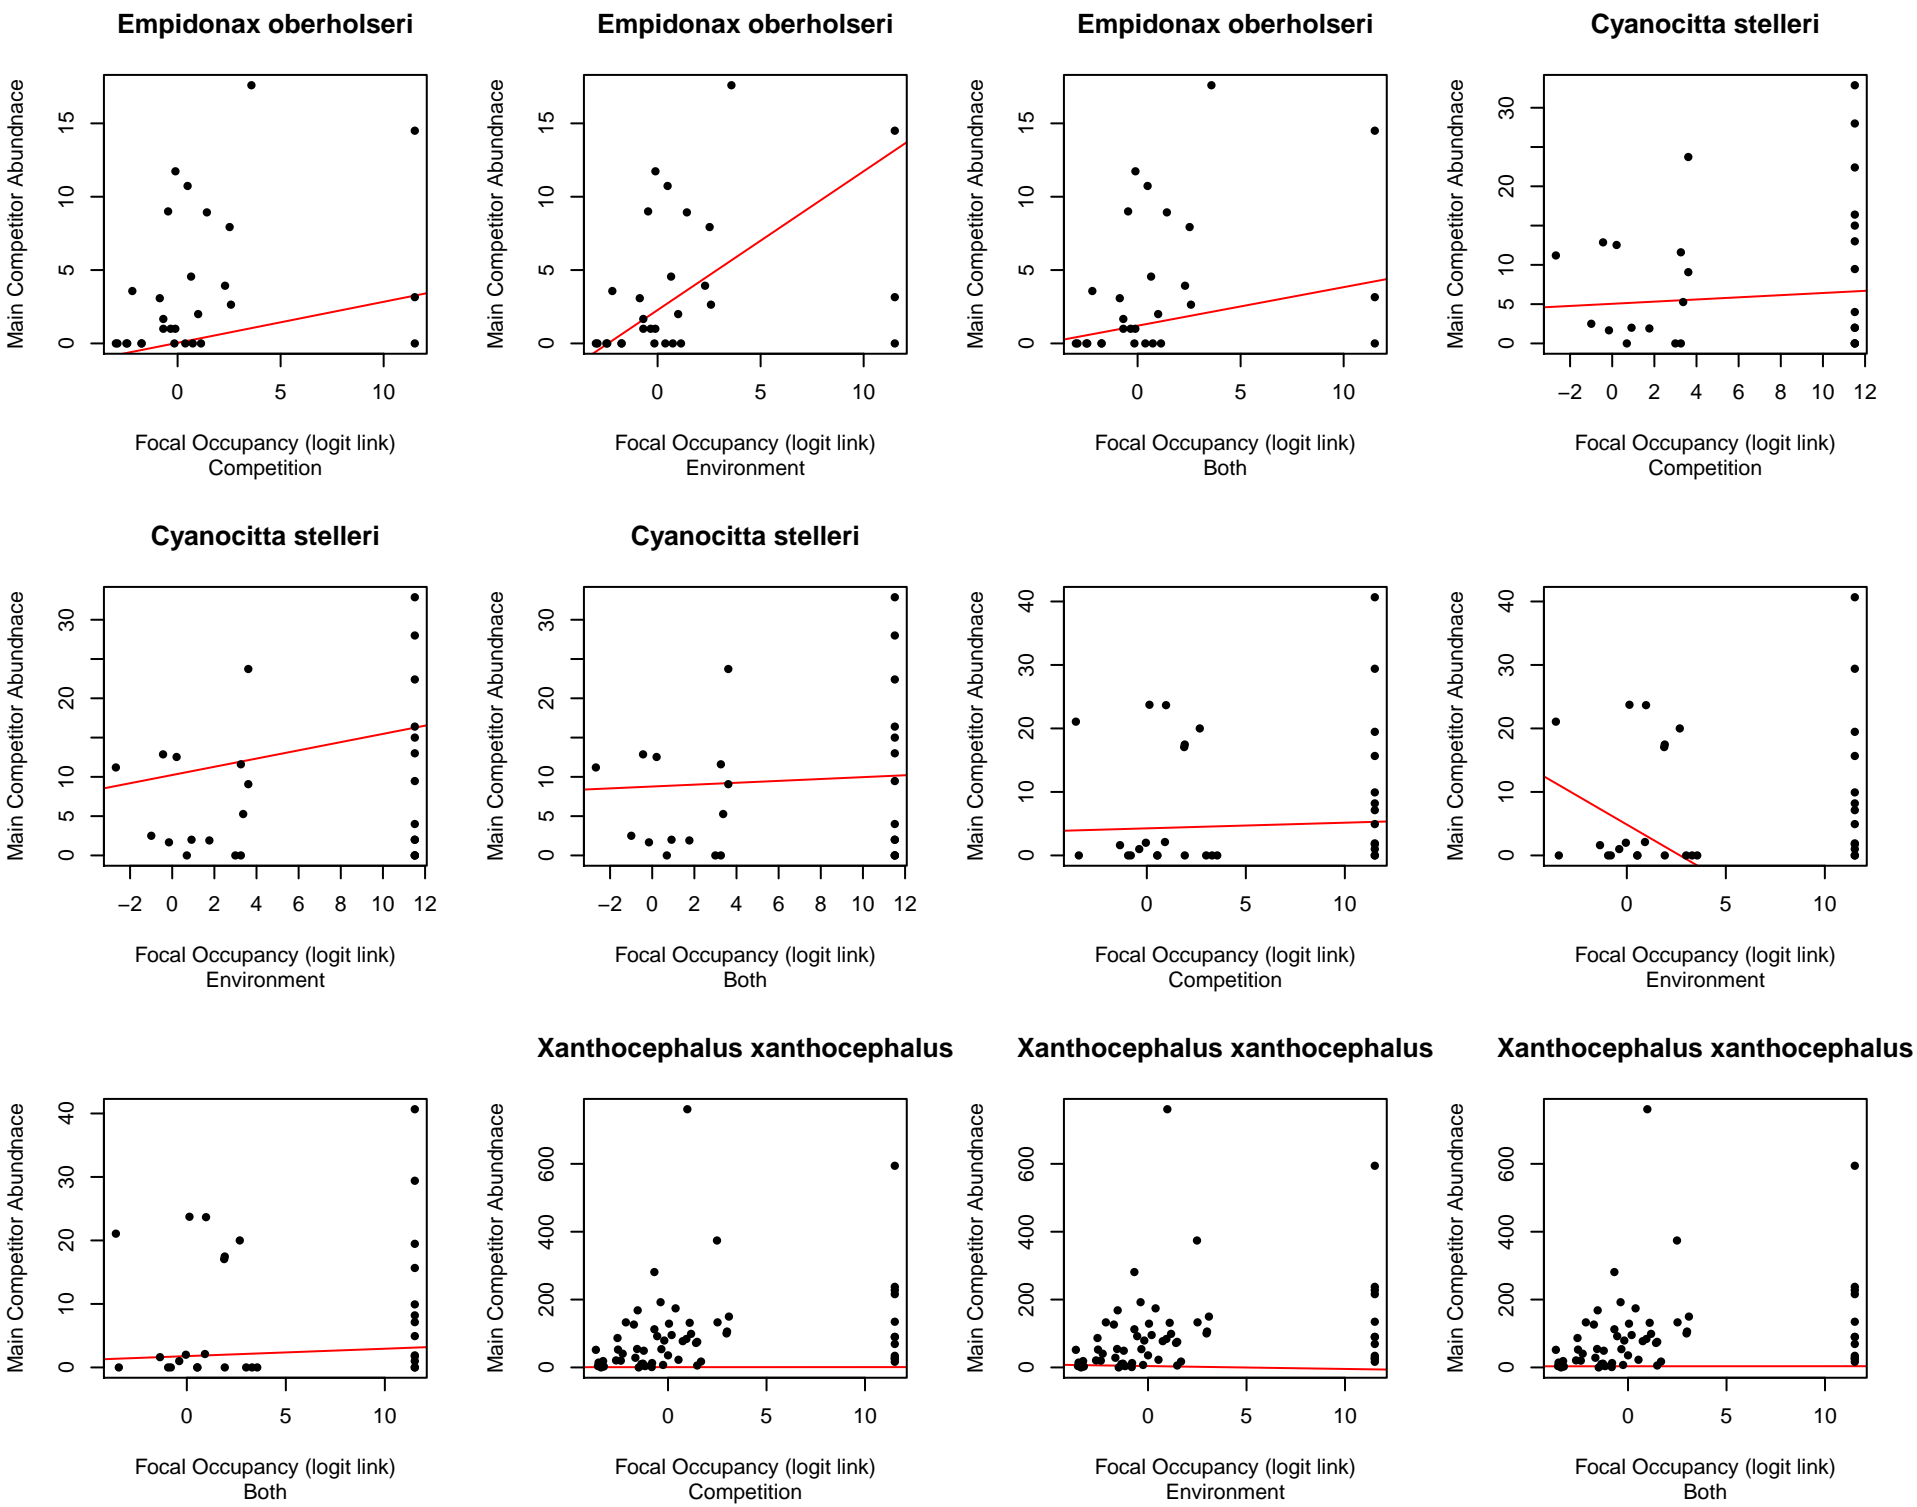 Empidonax oberholseri
Main Competitor Abundnace
0 5 10 15
0 5 10
Focal Occupancy (logit link)
Competition
Empidonax oberholseri
Main Competitor Abundnace
0 5 10 15
0 5 10
Focal Occupancy (logit link)
Environment
Empidonax oberholseri
Main Competitor Abundnace
0 5 10 15
0 5 10
Focal Occupancy (logit link)
Both
Cyanocitta stelleri
Main Competitor Abundnace
0 5 10 20 30
−2 0 2 4 6 8 10 12
Focal Occupancy (logit link)
Competition
Cyanocitta stelleri
Main Competitor Abundnace
0 5 10 20 30
−2 0 2 4 6 8 10 12
Focal Occupancy (logit link)
Environment
Cyanocitta stelleri
Main Competitor Abundnace
0 5 10 20 30
−2 0 2 4 6 8 10 12
Focal Occupancy (logit link)
Both
Main Competitor Abundnace
0 10 20 30 40
0 5 10
Focal Occupancy (logit link)
Competition
Main Competitor Abundnace
0 10 20 30 40
0 5 10
Focal Occupancy (logit link)
Environment
Main Competitor Abundnace
0 10 20 30 40
0 5 10
Focal Occupancy (logit link)
Both
Xanthocephalus xanthocephalus
Main Competitor Abundnace
0 200 400 600
0 5 10
Focal Occupancy (logit link)
Competition
Xanthocephalus xanthocephalus
Main Competitor Abundnace
0 200 400 600
0 5 10
Focal Occupancy (logit link)
Environment
Xanthocephalus xanthocephalus
Main Competitor Abundnace
0 200 400 600
0 5 10
Focal Occupancy (logit link)
Both